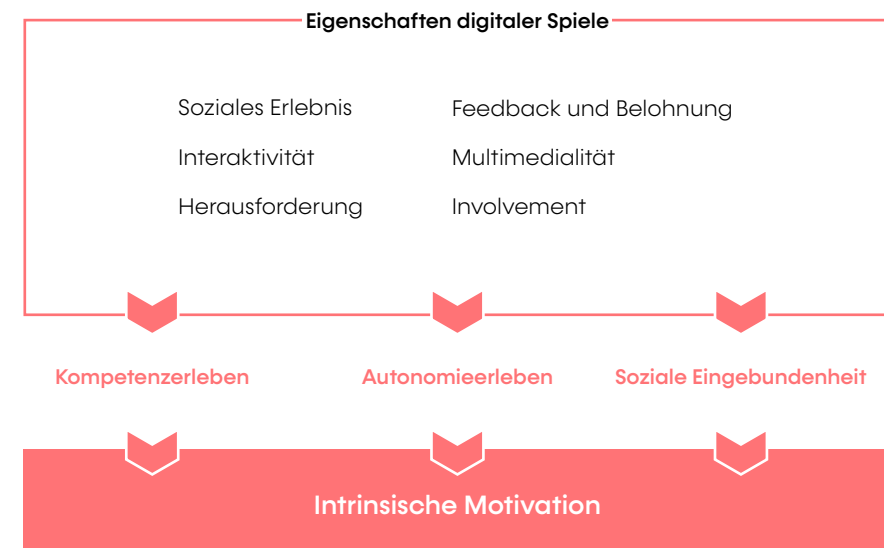 Eigenschaften digitaler Spiele
Soziales Erlebnis
Feedback und Belohnung
Interaktivität
Multimedialität
Herausforderung
Involvement
Kompetenzerleben
Autonomieerleben
Soziale Eingebundenheit
Intrinsische Motivation